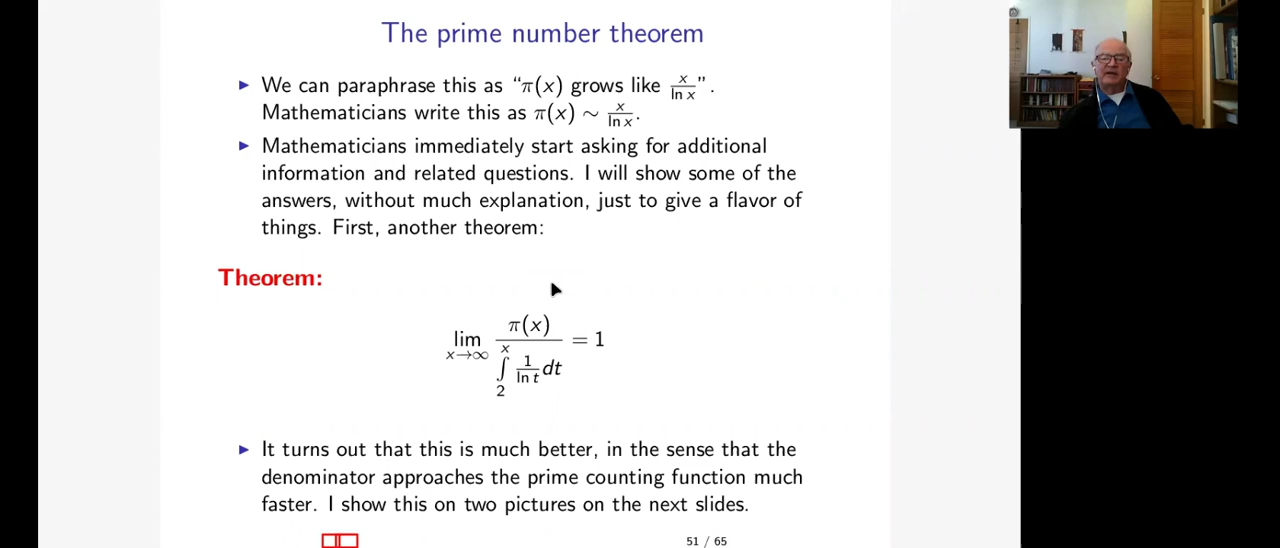 The prime number theorem
▶ We can paraphrase this as “π(x) grows like x/ln x”.
Mathematicians write this as π(x) ∼ x/ln x.
▶ Mathematicians immediately start asking for additional
information and related questions. I will show some of the
answers, without much explanation, just to give a flavor of
things. First, another theorem:
Theorem:
lim x→∞ π(x) / ∫₂ˣ 1/ln t dt = 1
▶ It turns out that this is much better, in the sense that the
denominator approaches the prime counting function much
faster. I show this on two pictures on the next slides.
51 / 65